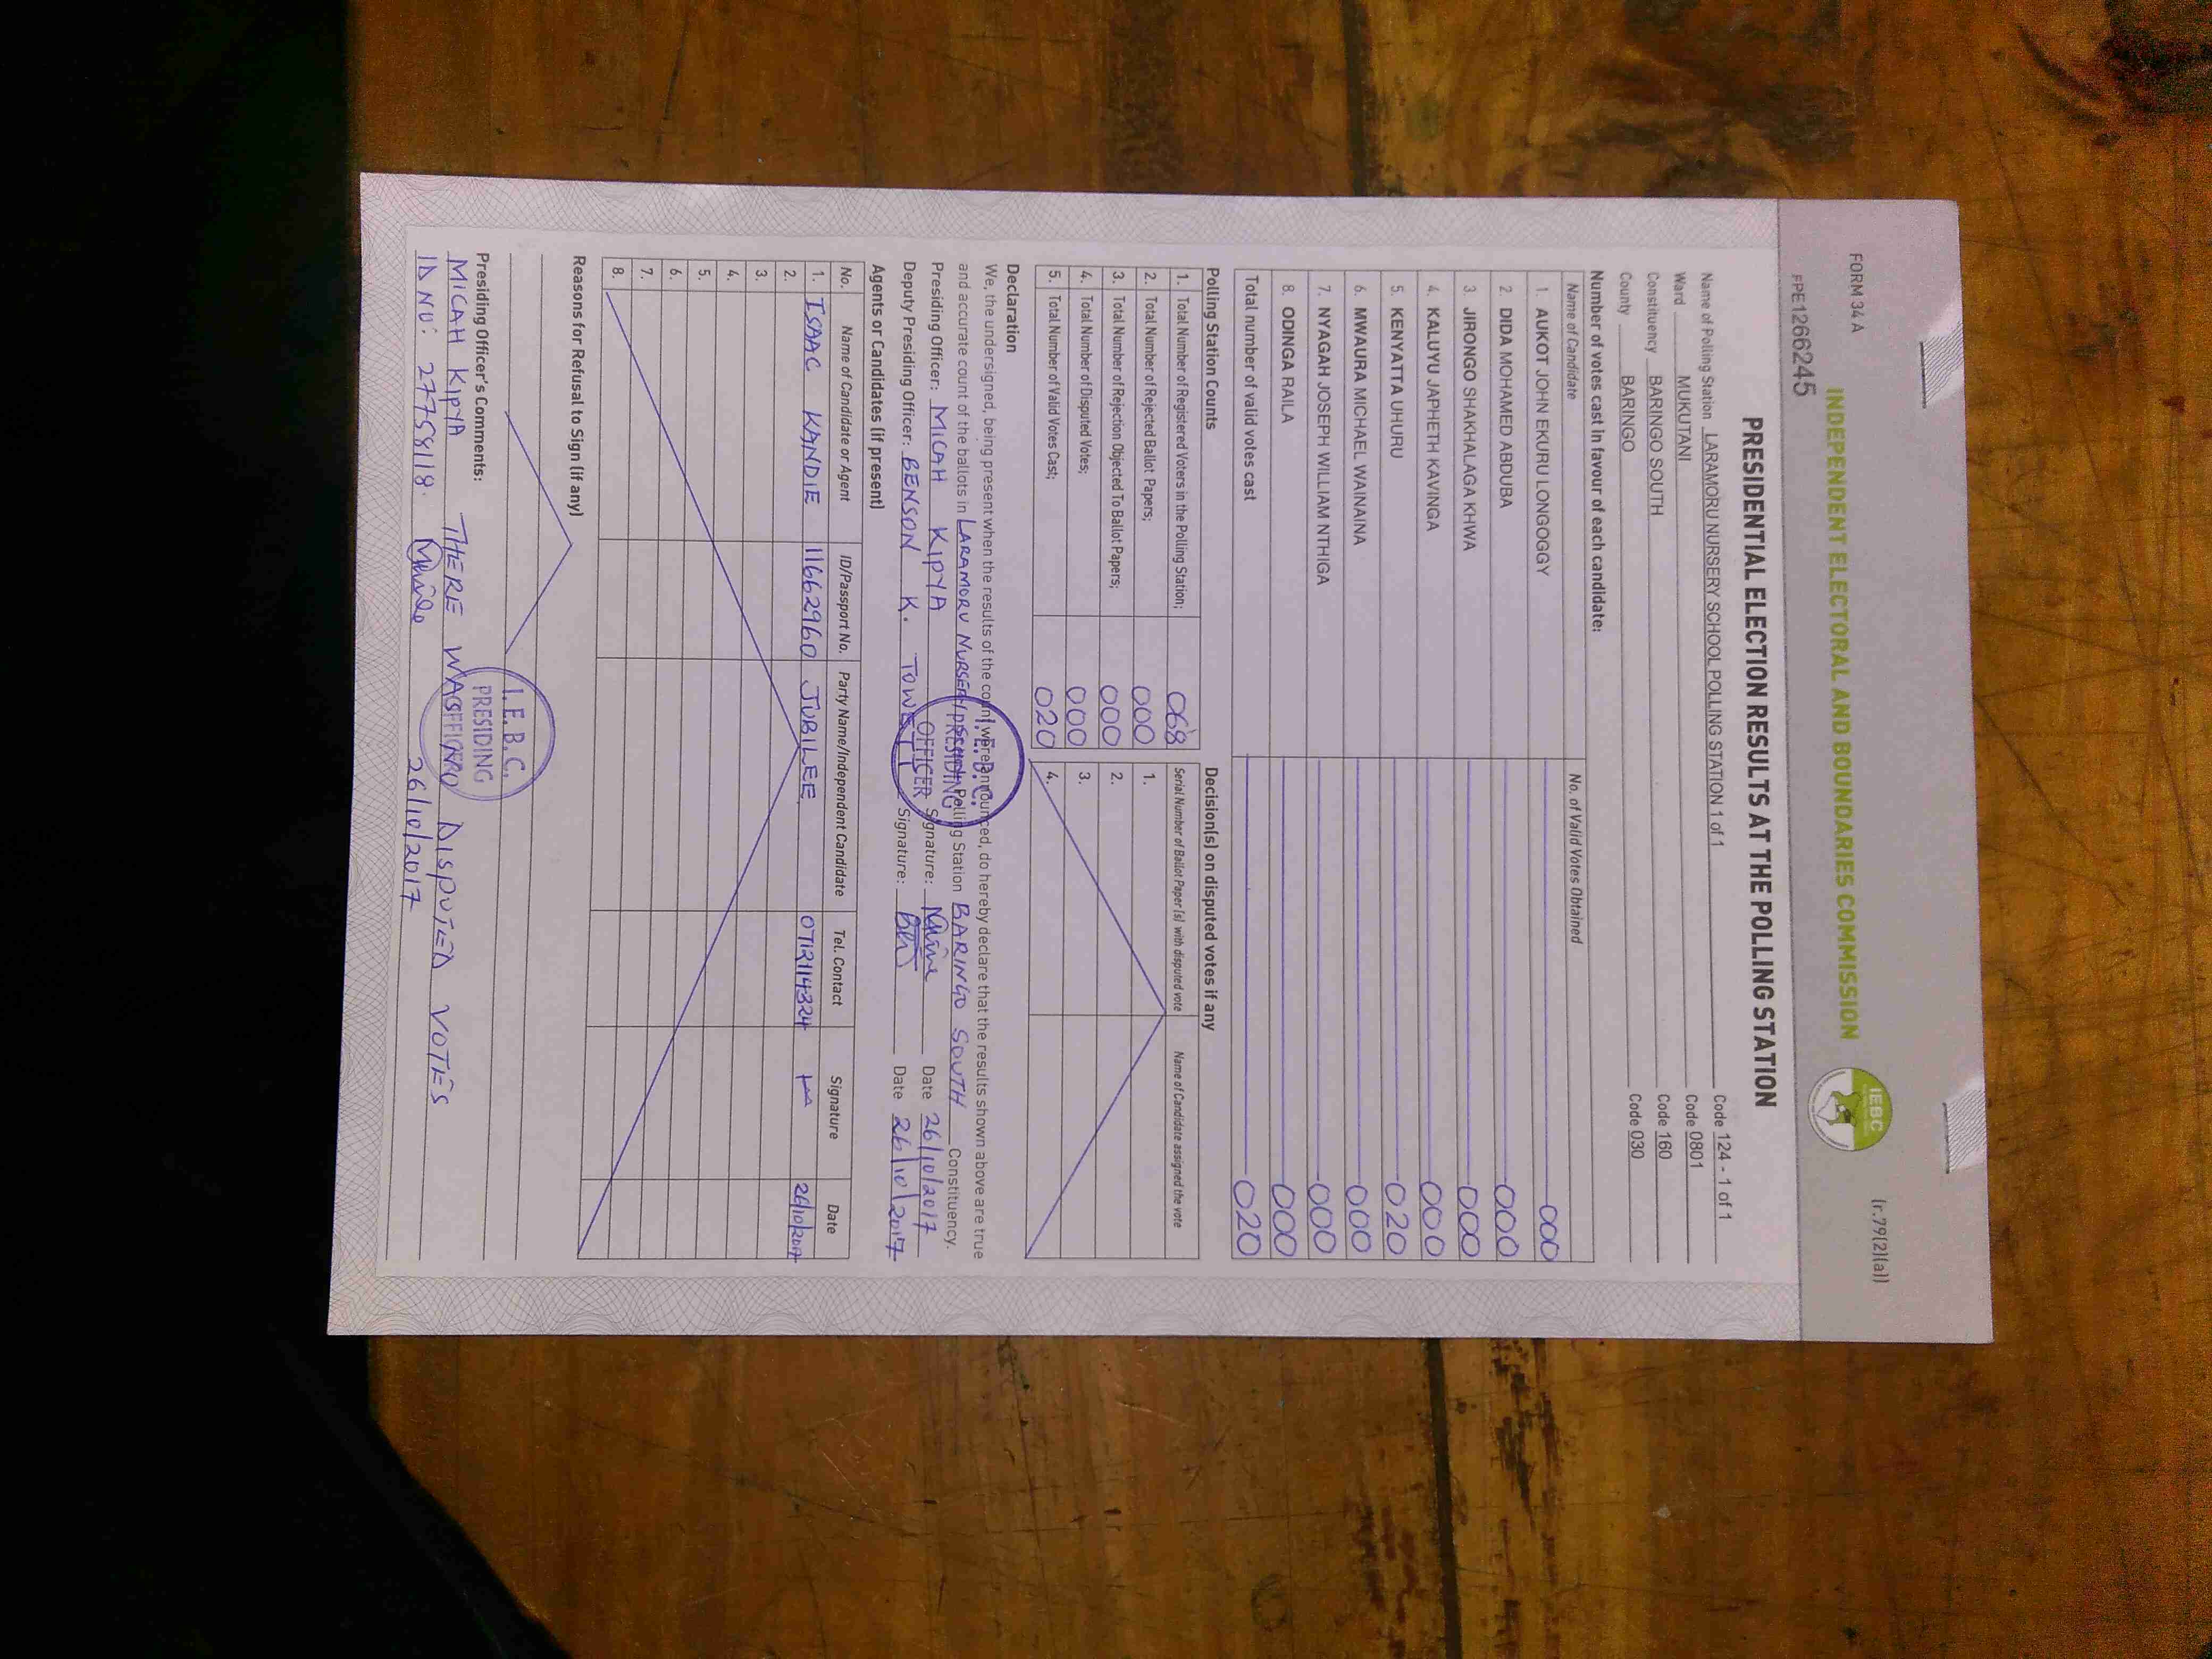 FORM 34 A
(r.79(2)(a))
INDEPENDENT ELECTORAL AND BOUNDARIES COMMISSION
IEBC
FPE1266245
PRESIDENTIAL ELECTION RESULTS AT THE POLLING STATION
Name of Polling Station LARAMORU NURSERY SCHOOL POLLING STATION 1 of 1 Code 124 - 1 of 1
Ward MUKUTANI Code 0801
Constituency BARINGO SOUTH Code 160
County BARINGO Code 030
Number of votes cast in favour of each candidate:
Name of Candidate No. of Valid Votes Obtained
1. AUKOT JOHN EKURU LONGOGGY 000
2. DIDA MOHAMED ABDUBA 000
3. JIRONGO SHAKHALAGA KHWA 000
4. KALUYU JAPHETH KAVINGA 000
5. KENYATTA UHURU 020
6. MWAURA MICHAEL WAINAINA 000
7. NYAGAH JOSEPH WILLIAM NTHIGA 000
8. ODINGA RAILA 000
Total number of valid votes cast 020
Polling Station Counts
1. Total Number of Registered Voters in the Polling Station; 068
2. Total Number of Rejected Ballot Papers; 000
3. Total Number of Rejection Objected To Ballot Papers; 000
4. Total Number of Disputed Votes; 000
5. Total Number of Valid Votes Cast; 020
Decision(s) on disputed votes if any
Serial Number of Ballot Paper (s) with disputed vote Name of Candidate assigned the vote
1.
2.
3.
4.
Declaration
We, the undersigned, being present when the results of the count were announced, do hereby declare that the results shown above are true
and accurate count of the ballots in LARAMORU NURSERY Polling Station BARINGO SOUTH Constituency.
Presiding Officer: MICAH KIPYA Signature: Date 26/10/2017
Deputy Presiding Officer: BENSON K. TOWETT Signature: Date 26/10/2017
I.E.B.C.
PRESIDING
OFFICER
Agents or Candidates (if present)
No. Name of Candidate or Agent ID/Passport No. Party Name/Independent Candidate Tel. Contact Signature Date
1. ISAAC KANDIE 11662960 JUBILEE 26/10/2017
2.
3.
4.
5.
6.
7.
8.
Reasons for Refusal to Sign (if any)
I.E.B.C.
PRESIDING
Presiding Officer's Comments:
MICAH KIPYA THERE WAS NO DISPUTED VOTES
ID NO: 27758118. 26/10/2017